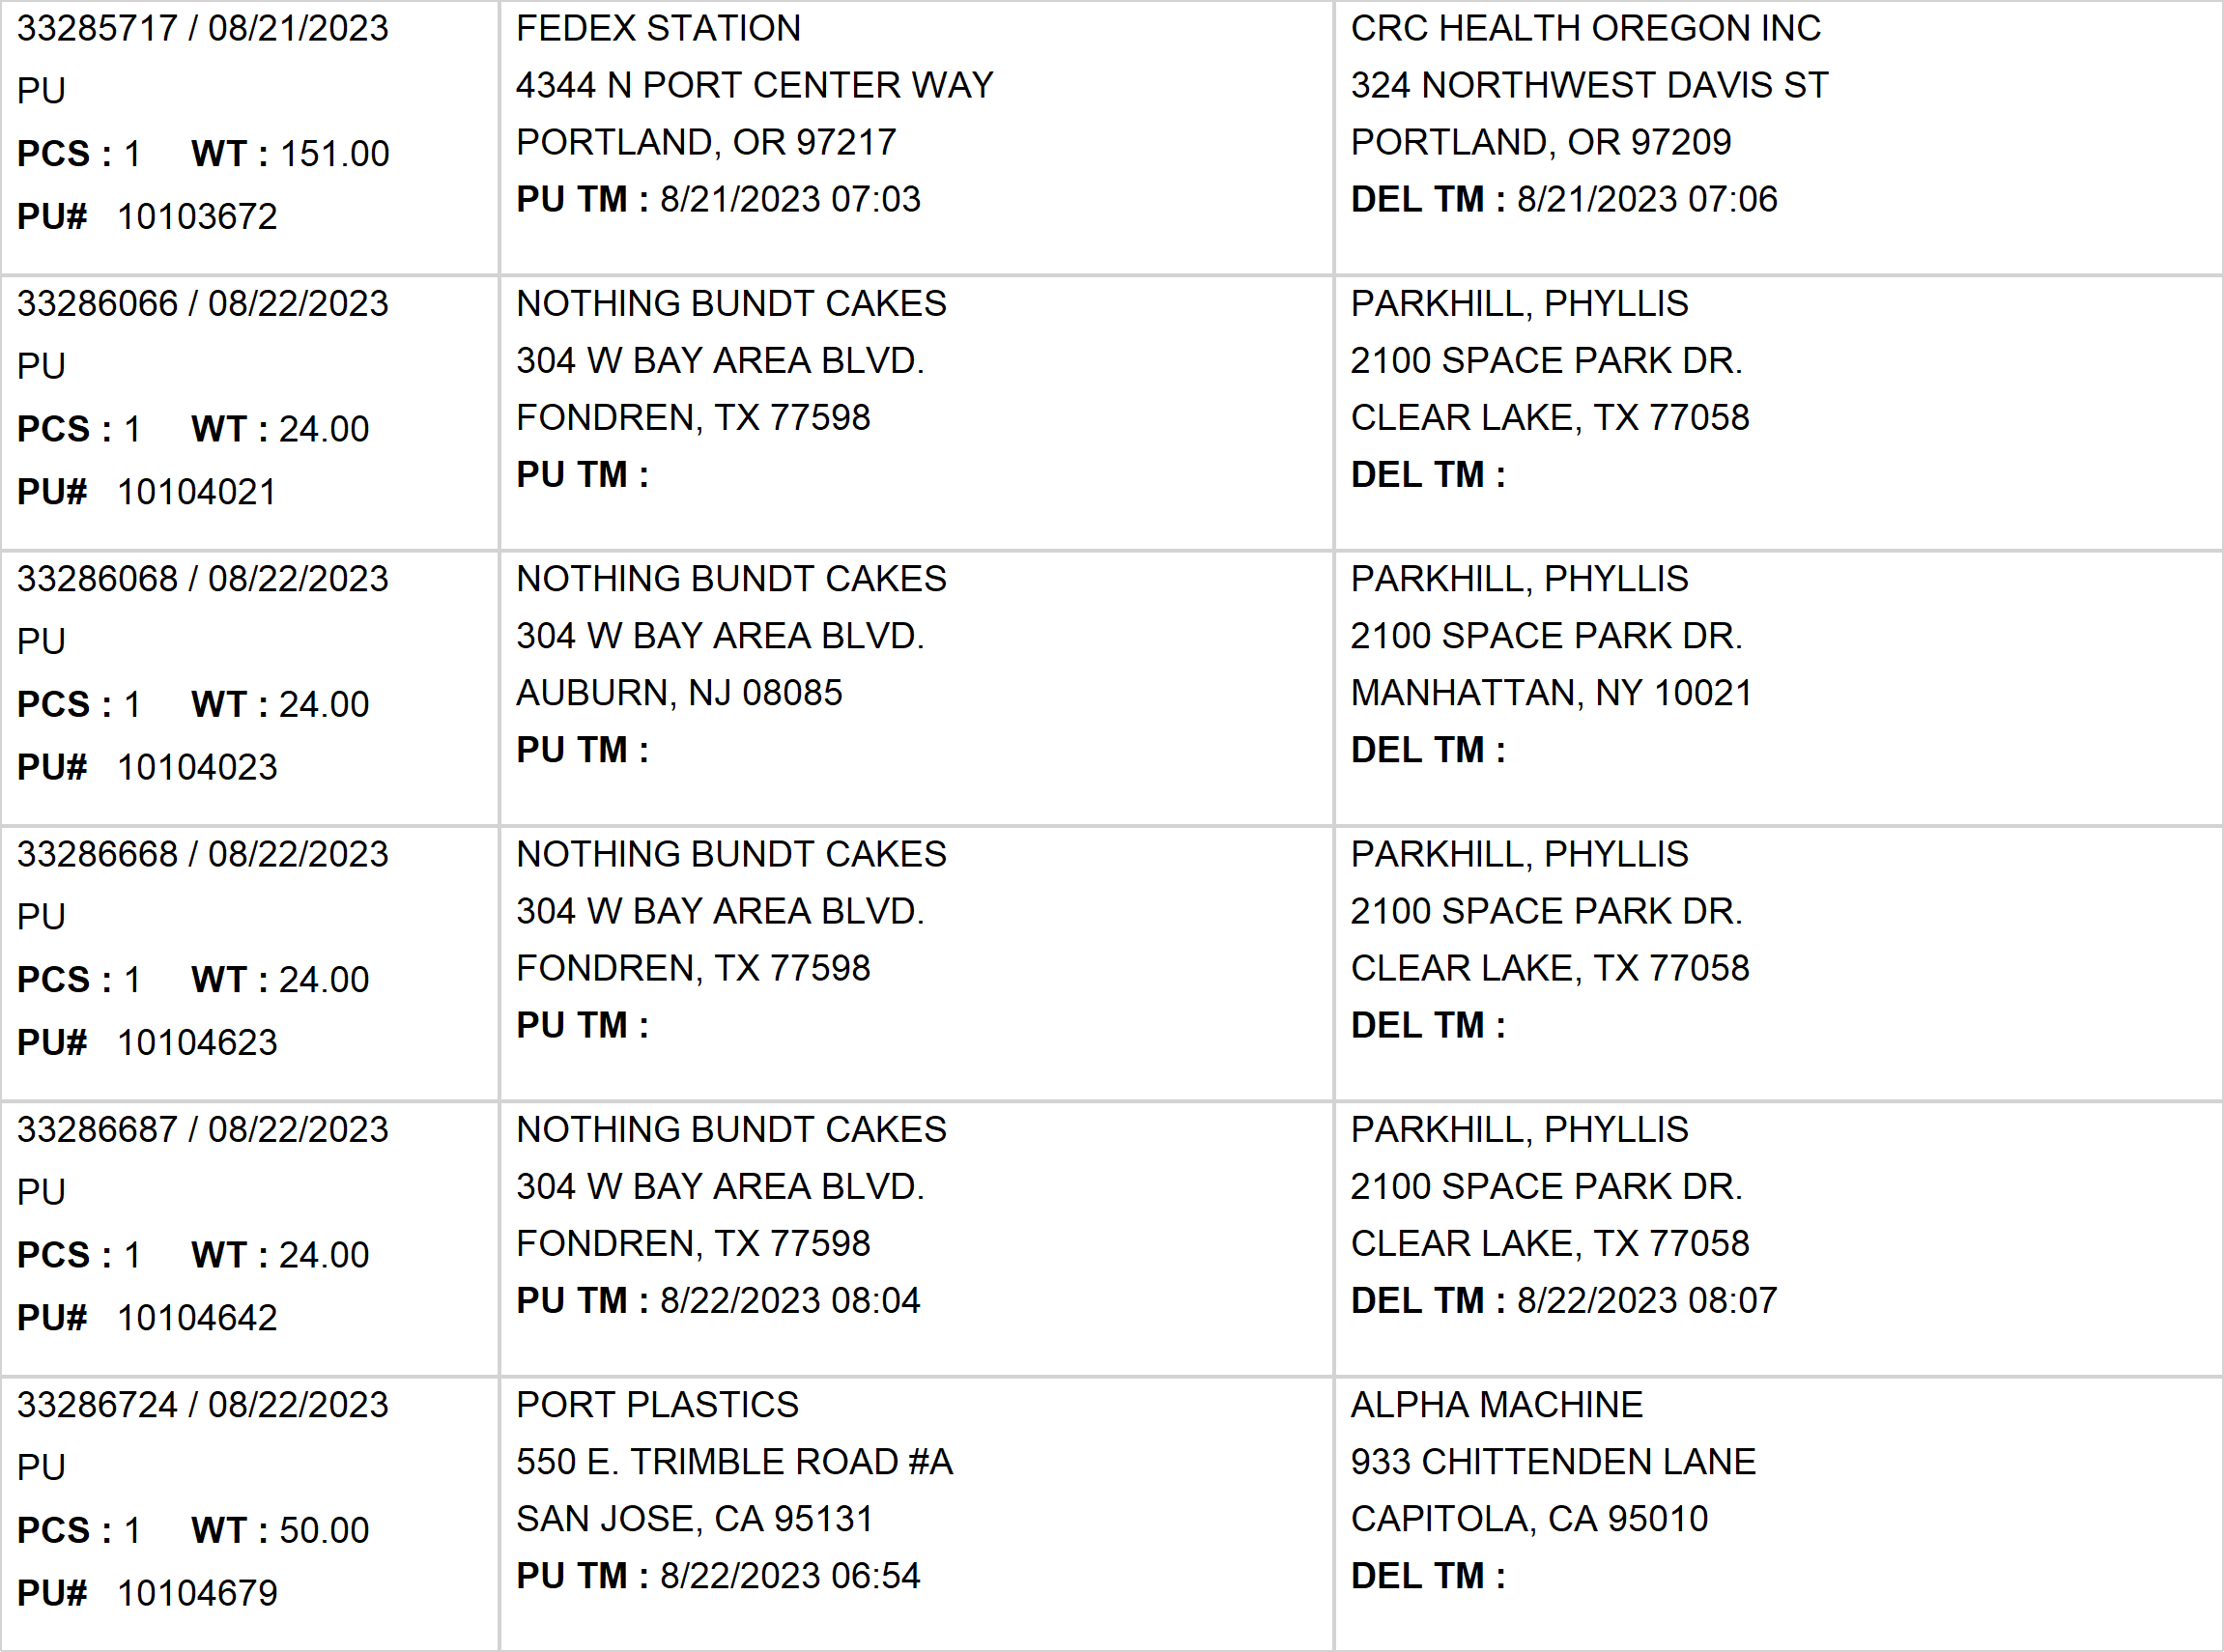 33285717 / 08/21/2023
PU
PCS : 1 WT : 151.00
PU# 10103672
FEDEX STATION
4344 N PORT CENTER WAY
PORTLAND, OR 97217
PU TM : 8/21/2023 07:03
CRC HEALTH OREGON INC
324 NORTHWEST DAVIS ST
PORTLAND, OR 97209
DEL TM : 8/21/2023 07:06
33286066 / 08/22/2023
PU
PCS : 1 WT : 24.00
PU# 10104021
NOTHING BUNDT CAKES
304 W BAY AREA BLVD.
FONDREN, TX 77598
PU TM :
PARKHILL, PHYLLIS
2100 SPACE PARK DR.
CLEAR LAKE, TX 77058
DEL TM :
33286068 / 08/22/2023
PU
PCS : 1 WT : 24.00
PU# 10104023
NOTHING BUNDT CAKES
304 W BAY AREA BLVD.
AUBURN, NJ 08085
PU TM :
PARKHILL, PHYLLIS
2100 SPACE PARK DR.
MANHATTAN, NY 10021
DEL TM :
33286668 / 08/22/2023
PU
PCS : 1 WT : 24.00
PU# 10104623
NOTHING BUNDT CAKES
304 W BAY AREA BLVD.
FONDREN, TX 77598
PU TM :
PARKHILL, PHYLLIS
2100 SPACE PARK DR.
CLEAR LAKE, TX 77058
DEL TM :
33286687 / 08/22/2023
PU
PCS : 1 WT : 24.00
PU# 10104642
NOTHING BUNDT CAKES
304 W BAY AREA BLVD.
FONDREN, TX 77598
PU TM : 8/22/2023 08:04
PARKHILL, PHYLLIS
2100 SPACE PARK DR.
CLEAR LAKE, TX 77058
DEL TM : 8/22/2023 08:07
33286724 / 08/22/2023
PU
PCS : 1 WT : 50.00
PU# 10104679
PORT PLASTICS
550 E. TRIMBLE ROAD #A
SAN JOSE, CA 95131
PU TM : 8/22/2023 06:54
ALPHA MACHINE
933 CHITTENDEN LANE
CAPITOLA, CA 95010
DEL TM :